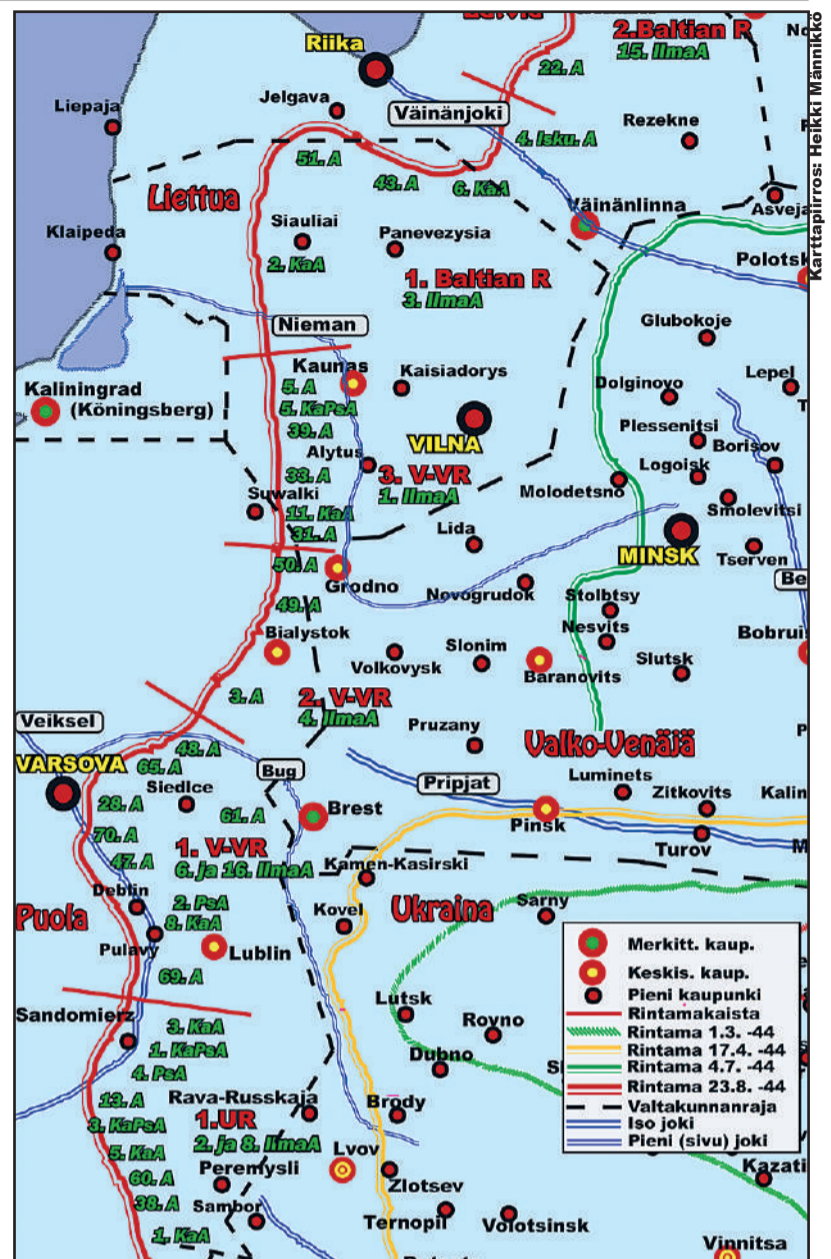 Karttapiirros: Heikki Männikkö
Latvia
2.Baltian R
15. IlmaA
Riika
22. A
Liepaja
Jelgava
Väinänjoki
Rezekne
4. Isku. A
51. A
43. A
6. KaA
Liettua
Väinänlinna
Asveja
Klaipeda
Siauliai
Panevezysia
2. KaA
Polotsk
1. Baltian R
3. IlmaA
Nieman
Glubokoje
Kaunas
Kaisiadorys
Kaliningrad
(Köningsberg)
5. A
5. KaPsA
39. A
Dolginovo
Lepel
Plessenitsi
Borisov
VILNA
Alytus
Logoisk
33. A
3. V-VR
1. IlmaA
Molodetsno
Suwalki
11. KaA
31. A
Smolevitsi
Lida
MINSK
Tserven
50. A
Grodno
Be
49. A
Novogrudok
Stolbtsy
Nesvits
Bialystok
Bobruis
Volkovysk
Slonim
Baranovits
Slutsk
3. A
2. V-VR
4. IlmaA
Veiksel
Pruzany
Valko-Venäjä
48. A
VARSOVA
65. A
Bug
Pripjat
Luminets
Siedlce
28. A
61. A
Brest
Zitkovits
Kalin
Pinsk
70. A
Turov
M
47. A
1. V-VR
6. ja 16. IlmaA
Kamen-Kasirski
Deblin
2. PsA
8. KaA
Puola
Kovel
Ukraina
Sarny
Pulavy
Lublin
69. A
Merkitt. kaup.
Keskis. kaup.
Pieni kaupunki
Rintamakaista
Rintama 1.3. -44
Rintama 17.4. -44
Rintama 4.7. -44
Rintama 23.8. -44
Valtakunnanraja
Iso joki
Pieni (sivu) joki
Lutsk
Sandomierz
3. KaA
1. KaPsA
4. PsA
Rovno
Dubno
13. A
Rava-Russkaja
Brody
3. KaPsA
1.UR
2. ja 8. IlmaA
5. KaA
Lvov
60. A
Peremysli
Zlotsev
Kazati
38. A
Sambor
Ternopil
Volotsinsk
1. KaA
Vinnitsa